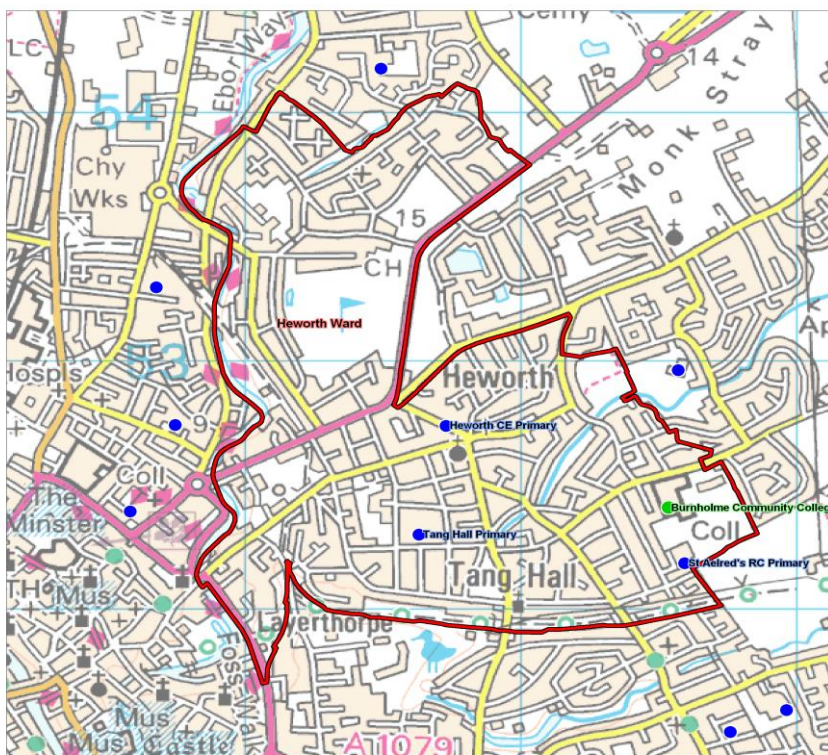 LC
Ebor Way
Cemy
14
54
Monk Stray
Chy
Wks
15
CH
Heworth Ward
53
Hospls
Heworth
Heworth CE Primary
9
Coll
The
Minster
Burnholme Community Colleg
Coll
Tang Hall Primary
St Aelred's RC Primary
Tang Hall
TH
Mus
Layerthorpe
Foss Wal
Mus
Mus
Castle
A 1079